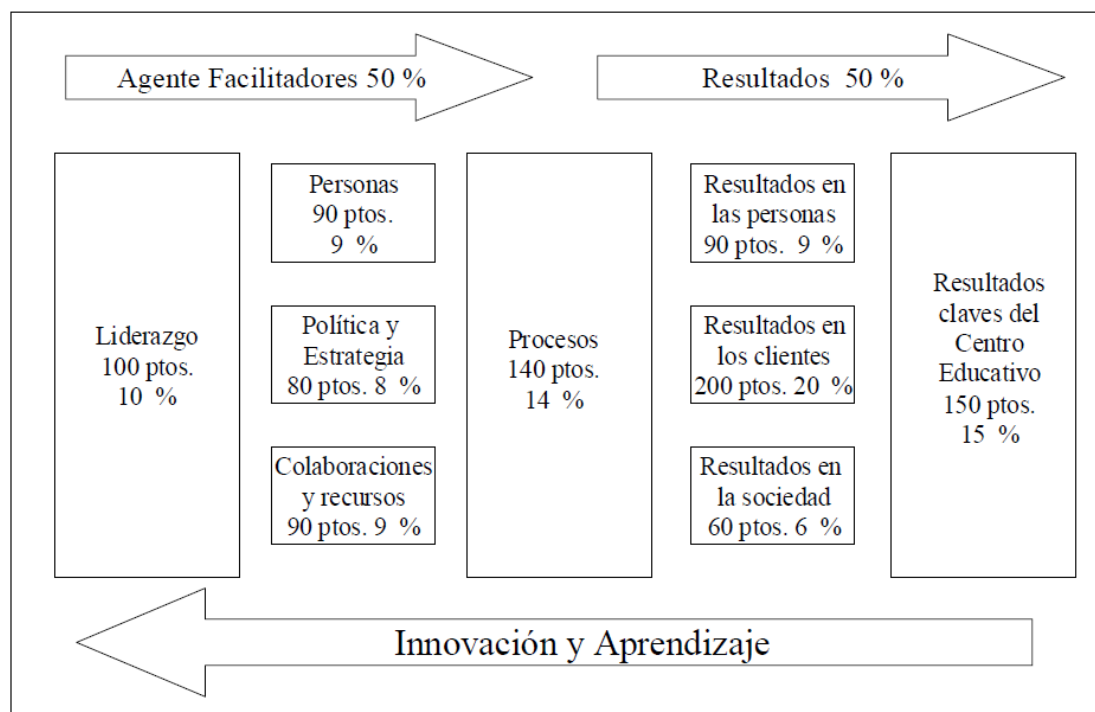 Agente Facilitadores 50 %
Resultados 50 %
Liderazgo
100 ptos.
10 %
Personas
90 ptos.
9 %
Política y
Estrategia
80 ptos. 8 %
Colaboraciones
y recursos
90 ptos. 9 %
Procesos
140 ptos.
14 %
Resultados en
las personas
90 ptos. 9 %
Resultados en
los clientes
200 ptos. 20 %
Resultados en
la sociedad
60 ptos. 6 %
Resultados
claves del
Centro
Educativo
150 ptos.
15 %
Innovación y Aprendizaje